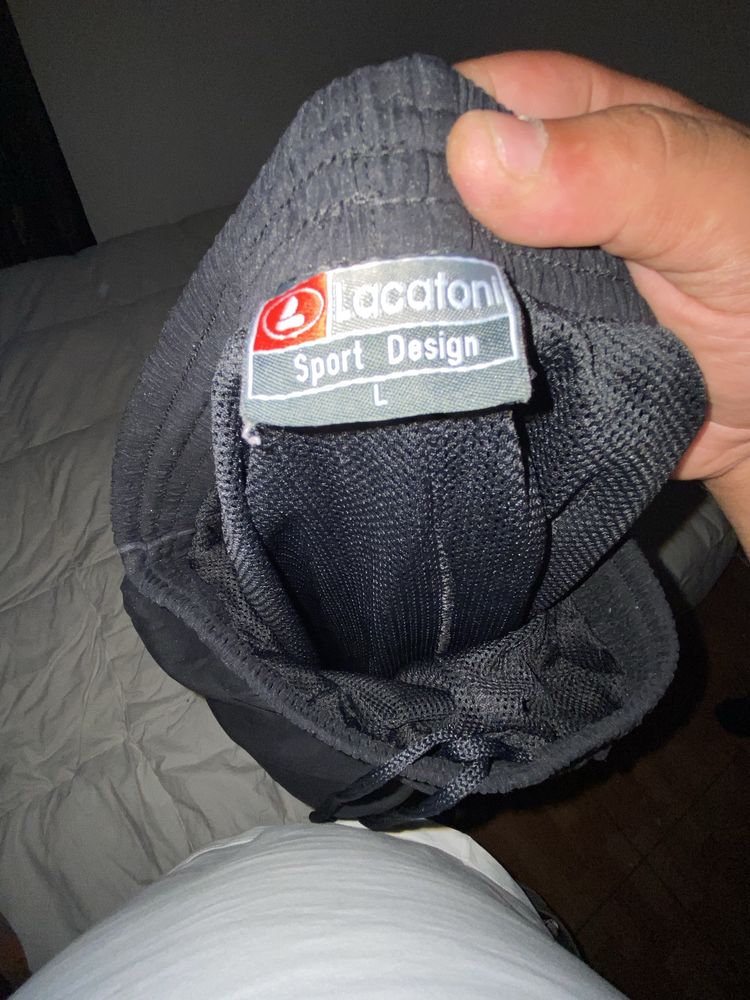 Lacatoni
Sport Design
L